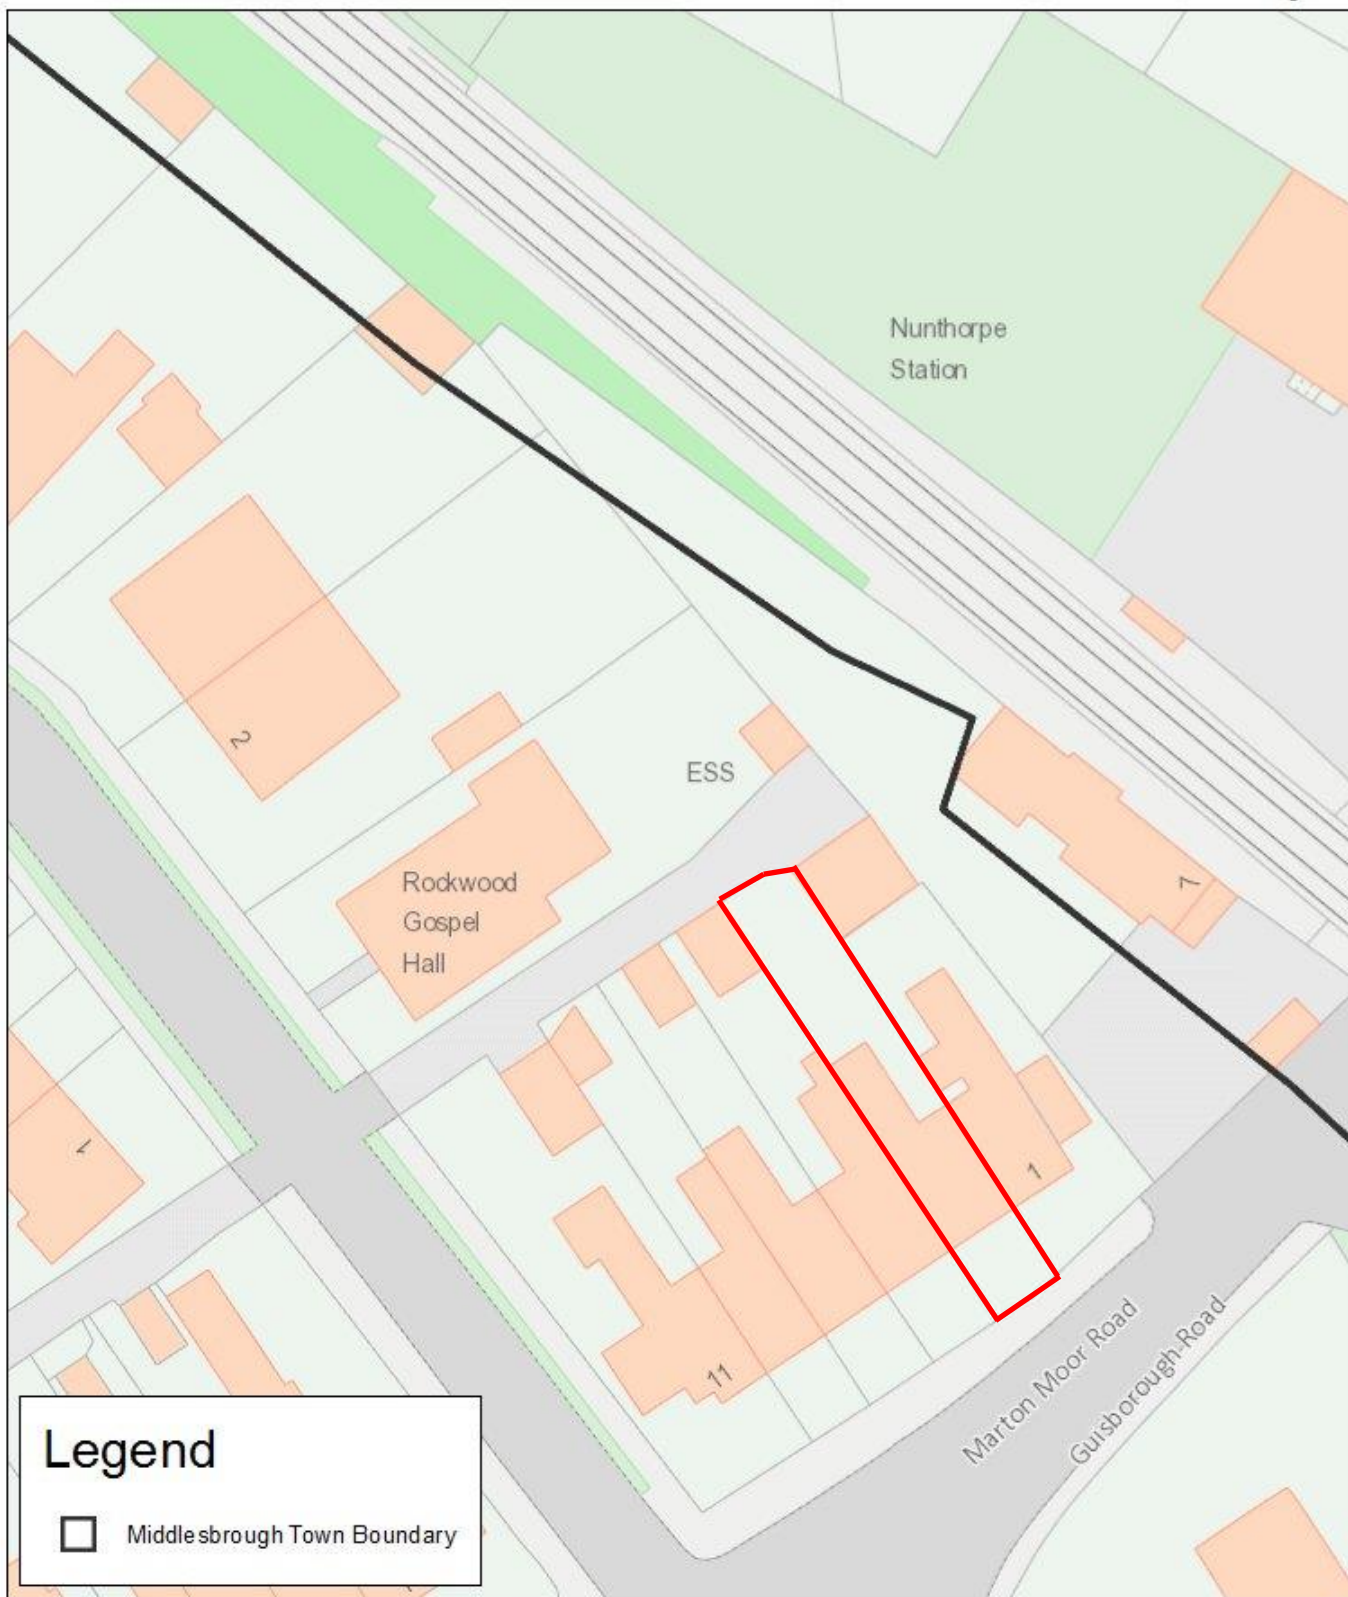 Nunthorpe
Station
ESS
2
Rockwood
Gospel
Hall
7
1
1
11
Marton Moor Road
Guisborough Road
Legend
Middlesbrough Town Boundary